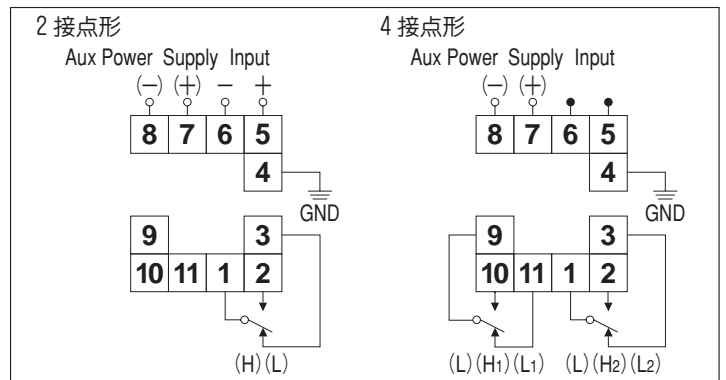 2 接点形
Aux Power Supply Input
(−) (+) − +
8 7 6 5
4
GND
9 3
10 11 1 2
(H) (L)
4 接点形
Aux Power Supply Input
(−) (+)
8 7 6 5
4
GND
9 3
10 11 1 2
(L) (H1) (L1) (L) (H2) (L2)